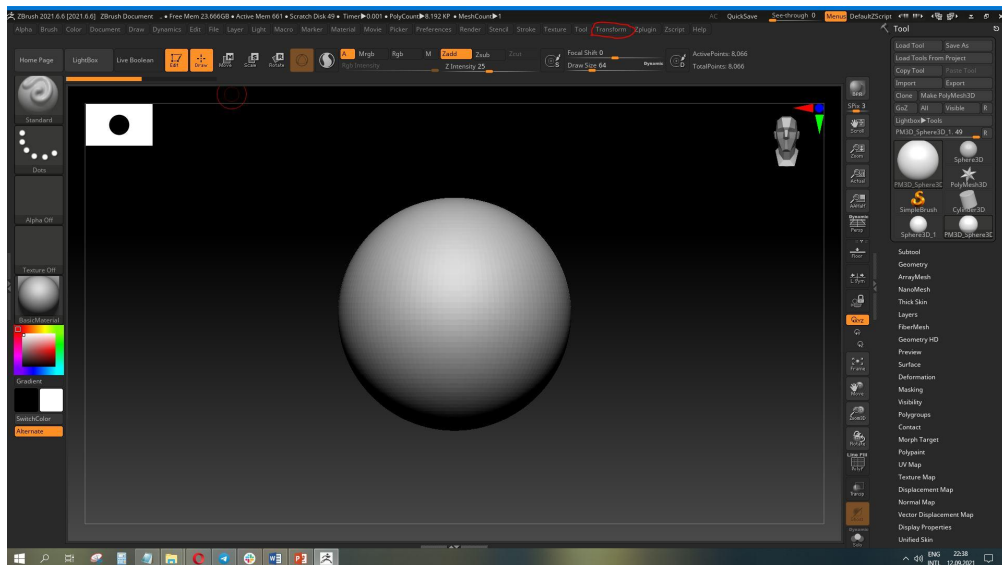 ZBrush 2021.6.6 [2021.6.6] ZBrush Document .. • Free Mem 23.666GB • Active Mem 661 • Scratch Disk 49 • Timer▶0.001 • PolyCount▶8.192 KP • MeshCount▶1 AC QuickSave See-through 0 Menus DefaultZScript
Alpha Brush Color Document Draw Dynamics Edit File Layer Light Macro Marker Material Movie Picker Preferences Render Stencil Stroke Texture Tool Transform Zplugin Zscript Help
Tool
Home Page LightBox Live Boolean Edit Draw Move Scale Rotate
A Mrgb Rgb M Zadd Zsub Zcut
Rgb Intensity Z Intensity 25
Focal Shift 0
Draw Size 64 Dynamic
S D
ActivePoints: 8,066
TotalPoints: 8,066
Standard
Dots
Alpha Off
Texture Off
BasicMaterial
Gradient
SwitchColor
Alternate
BPR
SPix 3
Scroll
Zoom
Actual
AAHalf
Dynamic
Persp
Floor
L.Sym
XYZ
Frame
Move
Zoom3D
Rotate
Line Fill
PolyF
Transp
Dynamic
Solo
Load Tool Save As
Load Tools From Project
Copy Tool Paste Tool
Import Export
Clone Make PolyMesh3D
GoZ All Visible R
Lightbox▶Tools
PM3D_Sphere3D_1. 49 R
Sphere3D
PM3D_Sphere3D PolyMesh3D
SimpleBrush Cylinder3D
Sphere3D_1 PM3D_Sphere3D
Subtool
Geometry
ArrayMesh
NanoMesh
Thick Skin
Layers
FiberMesh
Geometry HD
Preview
Surface
Deformation
Masking
Visibility
Polygroups
Contact
Morph Target
Polypaint
UV Map
Texture Map
Displacement Map
Normal Map
Vector Displacement Map
Display Properties
Unified Skin
ENG 22:38
INTL 12.09.2021